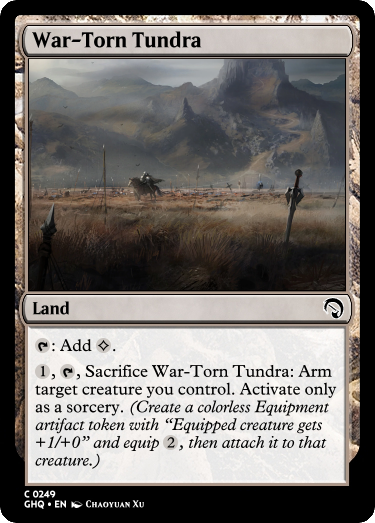 War-Torn Tundra
Land
: Add .
1, , Sacrifice War-Torn Tundra: Arm
target creature you control. Activate only
as a sorcery. (Create a colorless Equipment
artifact token with “Equipped creature gets
+1/+0” and equip 2, then attach it to that
creature.)
C 0249
GHQ • EN Chaoyuan Xu